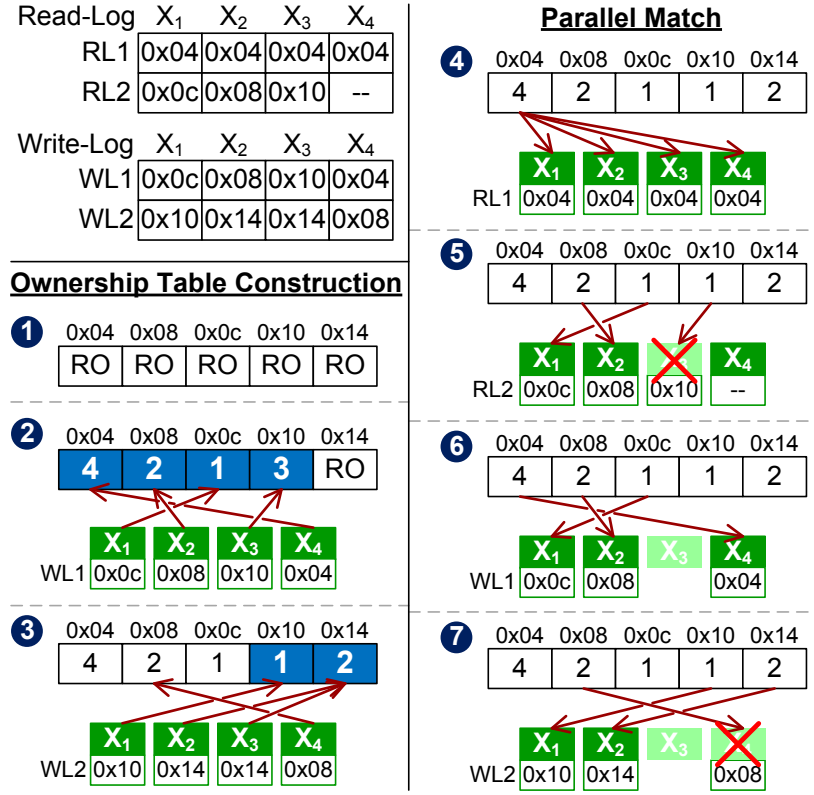 Read-Log X1 X2 X3 X4
RL1 0x04 0x04 0x04 0x04
RL2 0x0c 0x08 0x10 --
Write-Log X1 X2 X3 X4
WL1 0x0c 0x08 0x10 0x04
WL2 0x10 0x14 0x14 0x08
Ownership Table Construction
1 0x04 0x08 0x0c 0x10 0x14
RO RO RO RO RO
2 0x04 0x08 0x0c 0x10 0x14
4 2 1 3 RO
X1 X2 X3 X4
WL1 0x0c 0x08 0x10 0x04
3 0x04 0x08 0x0c 0x10 0x14
4 2 1 1 2
X1 X2 X3 X4
WL2 0x10 0x14 0x14 0x08
Parallel Match
4 0x04 0x08 0x0c 0x10 0x14
4 2 1 1 2
X1 X2 X3 X4
RL1 0x04 0x04 0x04 0x04
5 0x04 0x08 0x0c 0x10 0x14
4 2 1 1 2
X1 X2 X4
RL2 0x0c 0x08 0x10 --
6 0x04 0x08 0x0c 0x10 0x14
4 2 1 1 2
X1 X2 X3 X4
WL1 0x0c 0x08 0x04
7 0x04 0x08 0x0c 0x10 0x14
4 2 1 1 2
X1 X2 X3
WL2 0x10 0x14 0x08